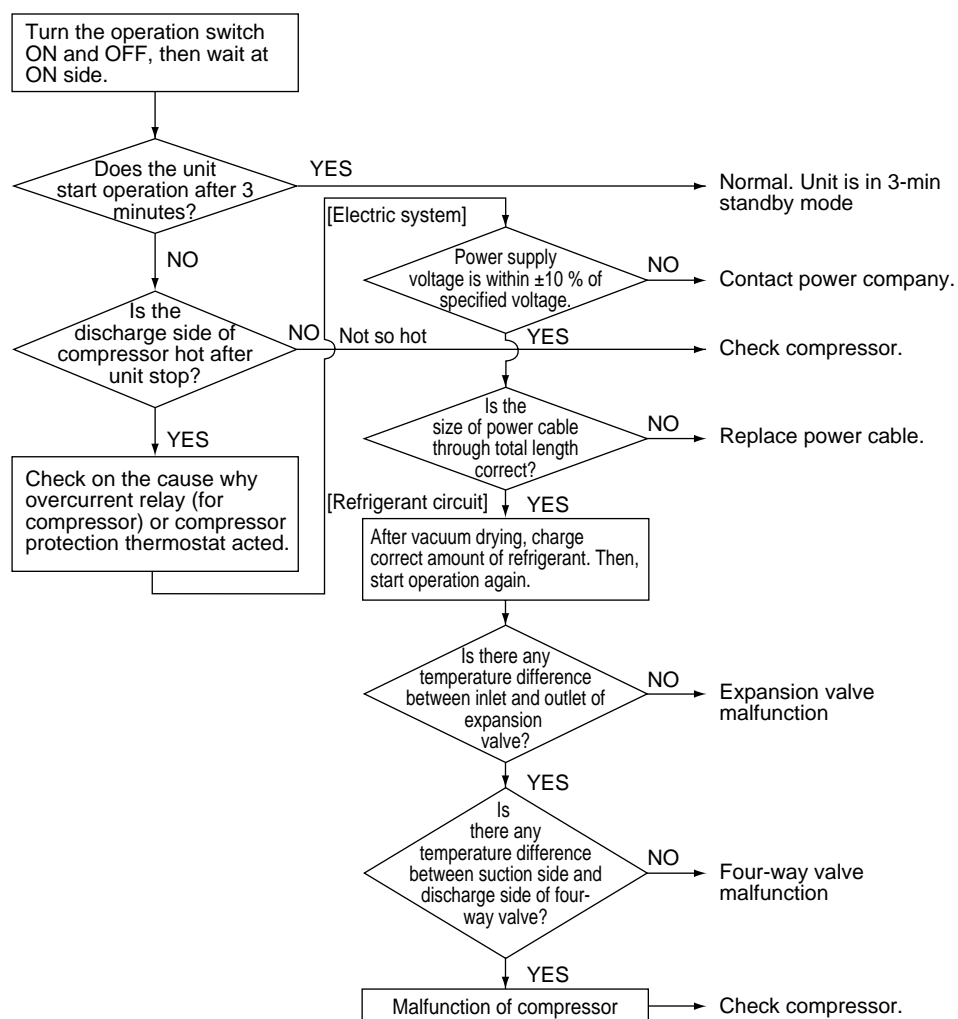 Turn the operation switch
ON and OFF, then wait at
ON side.
Does the unit
start operation after 3
minutes?
YES
Normal. Unit is in 3-min
standby mode
NO
[Electric system]
Power supply
voltage is within ±10 % of
specified voltage.
NO
Contact power company.
YES
Is the
discharge side of
compressor hot after
unit stop?
NO
Not so hot
Check compressor.
YES
Is the
size of power cable
through total length
correct?
NO
Replace power cable.
YES
Check on the cause why
overcurrent relay (for
compressor) or compressor
protection thermostat acted.
[Refrigerant circuit]
After vacuum drying, charge
correct amount of refrigerant. Then,
start operation again.
Is there any
temperature difference
between inlet and outlet of
expansion
valve?
NO
Expansion valve
malfunction
YES
Is
there any
temperature difference
between suction side and
discharge side of four-
way valve?
NO
Four-way valve
malfunction
YES
Malfunction of compressor
Check compressor.